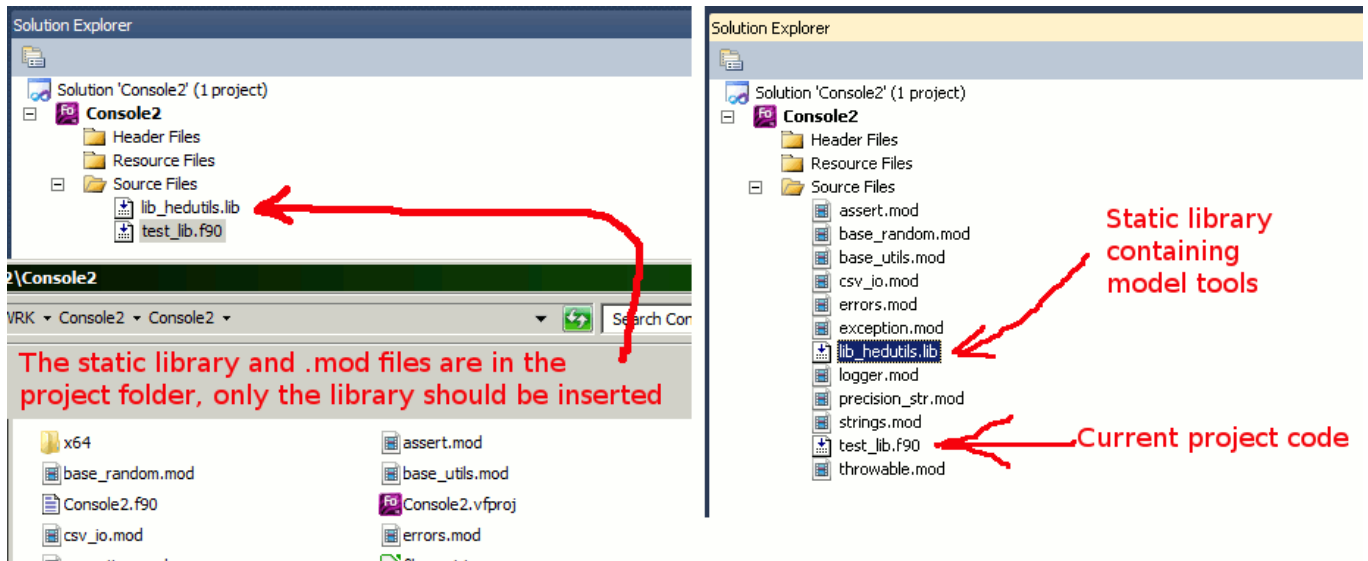 Solution Explorer
Solution 'Console2' (1 project)
Console2
Header Files
Resource Files
Source Files
lib_hedutils.lib
test_lib.f90
2\Console2
WRK Console2 Console2
Search Con
The static library and .mod files are in the
project folder, only the library should be inserted
x64
assert.mod
base_random.mod
base_utils.mod
Console2.f90
Console2.vfproj
csv_io.mod
errors.mod
Solution Explorer
Solution 'Console2' (1 project)
Console2
Header Files
Resource Files
Source Files
assert.mod
base_random.mod
base_utils.mod
csv_io.mod
errors.mod
exception.mod
lib_hedutils.lib
logger.mod
precision_str.mod
strings.mod
test_lib.f90
throwable.mod
Static library
containing
model tools
Current project code